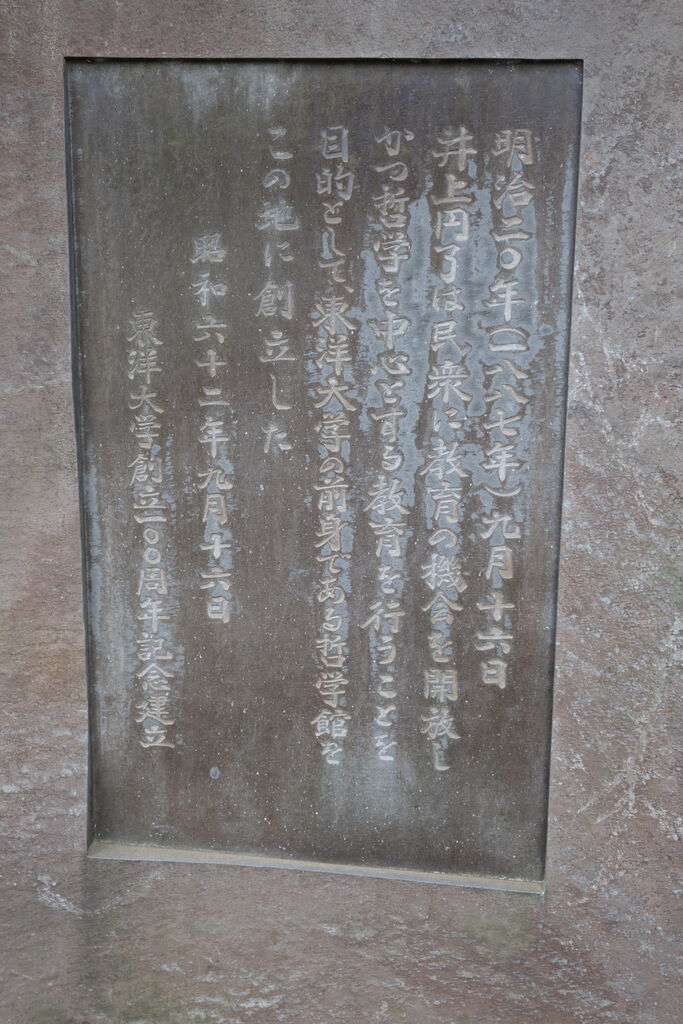 明治二〇年(一八八七年)九月十六日
井上円了は民衆に教育の機会を開放し
かつ哲学を中心とする教育を行うことを
目的として、東洋大学の前身である哲学館を
この地に創立した
昭和六十二年九月十六日
東洋大学創立一〇〇周年記念建立